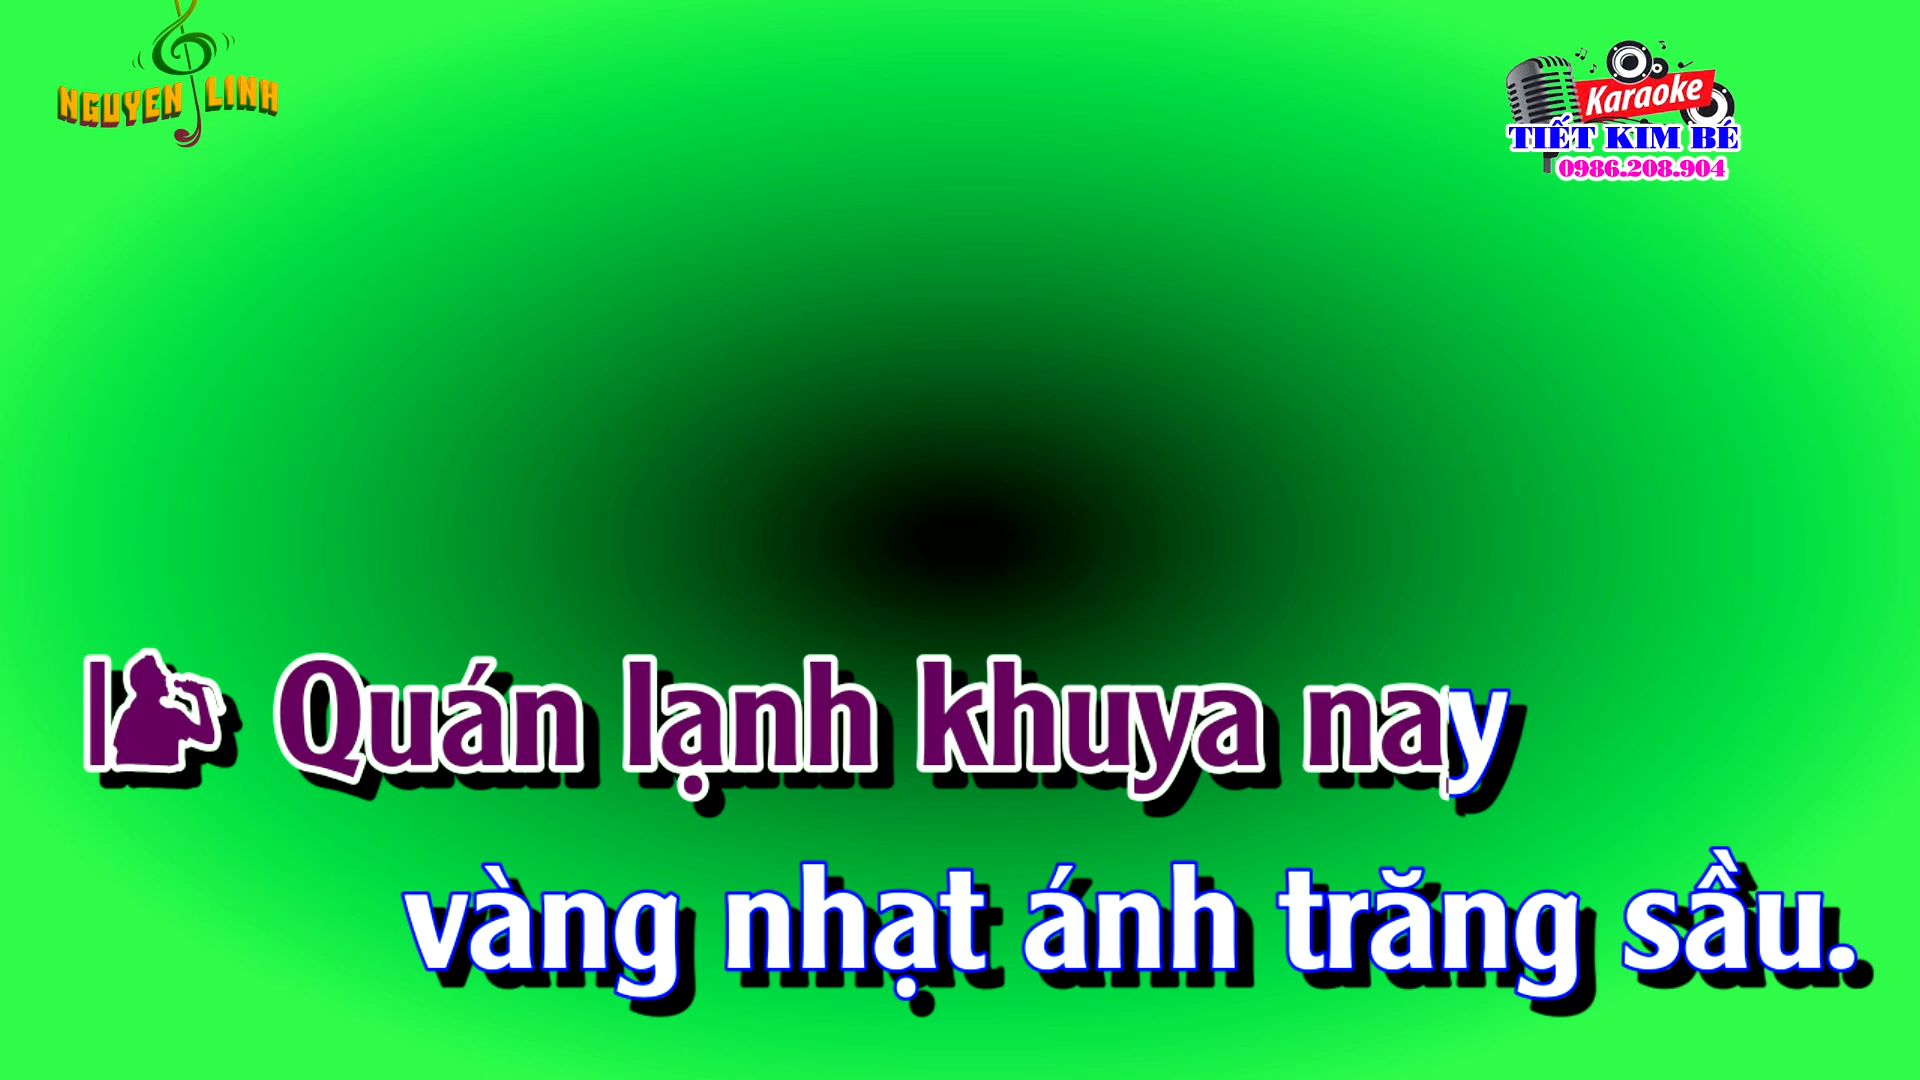 NGUYEN LINH
Karaoke
TIẾT KIM BÉ
0986.208.904
Quán lạnh khuya nay
vàng nhạt ánh trăng sầu.